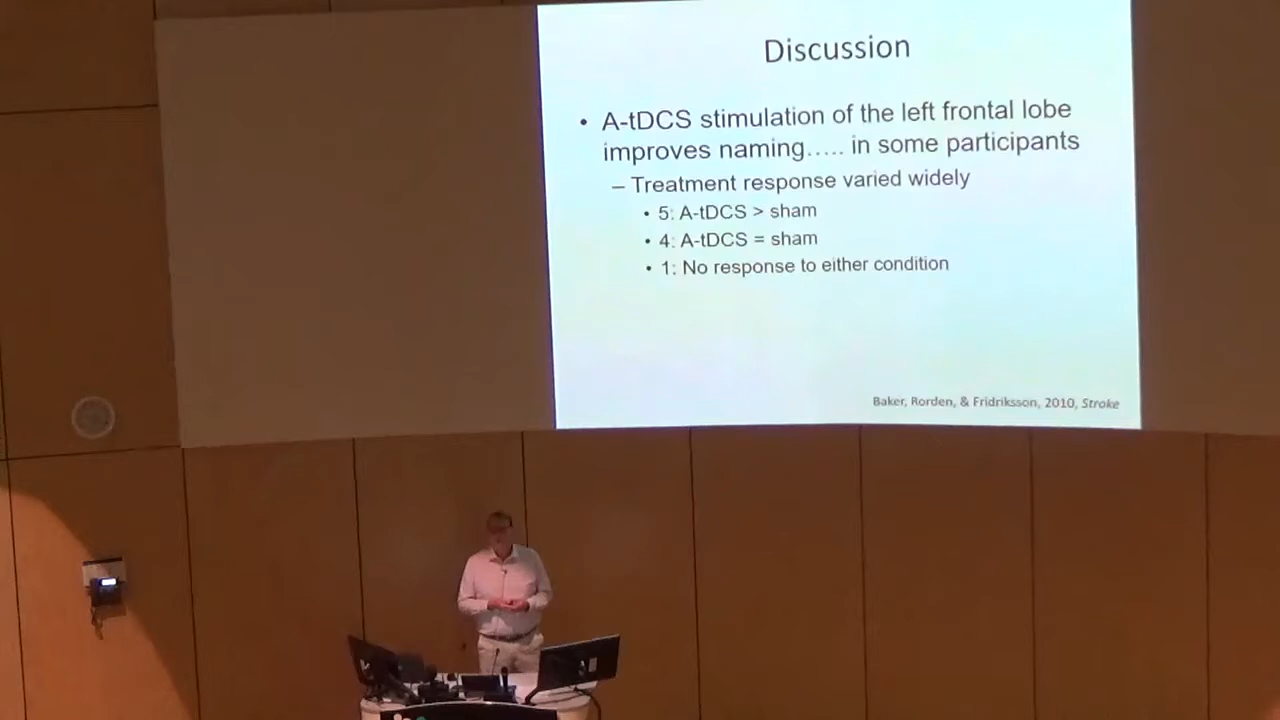 Discussion
• A-tDCS stimulation of the left frontal lobe
improves naming….. in some participants
– Treatment response varied widely
• 5: A-tDCS > sham
• 4: A-tDCS = sham
• 1: No response to either condition
Baker, Rorden, & Fridriksson, 2010, Stroke